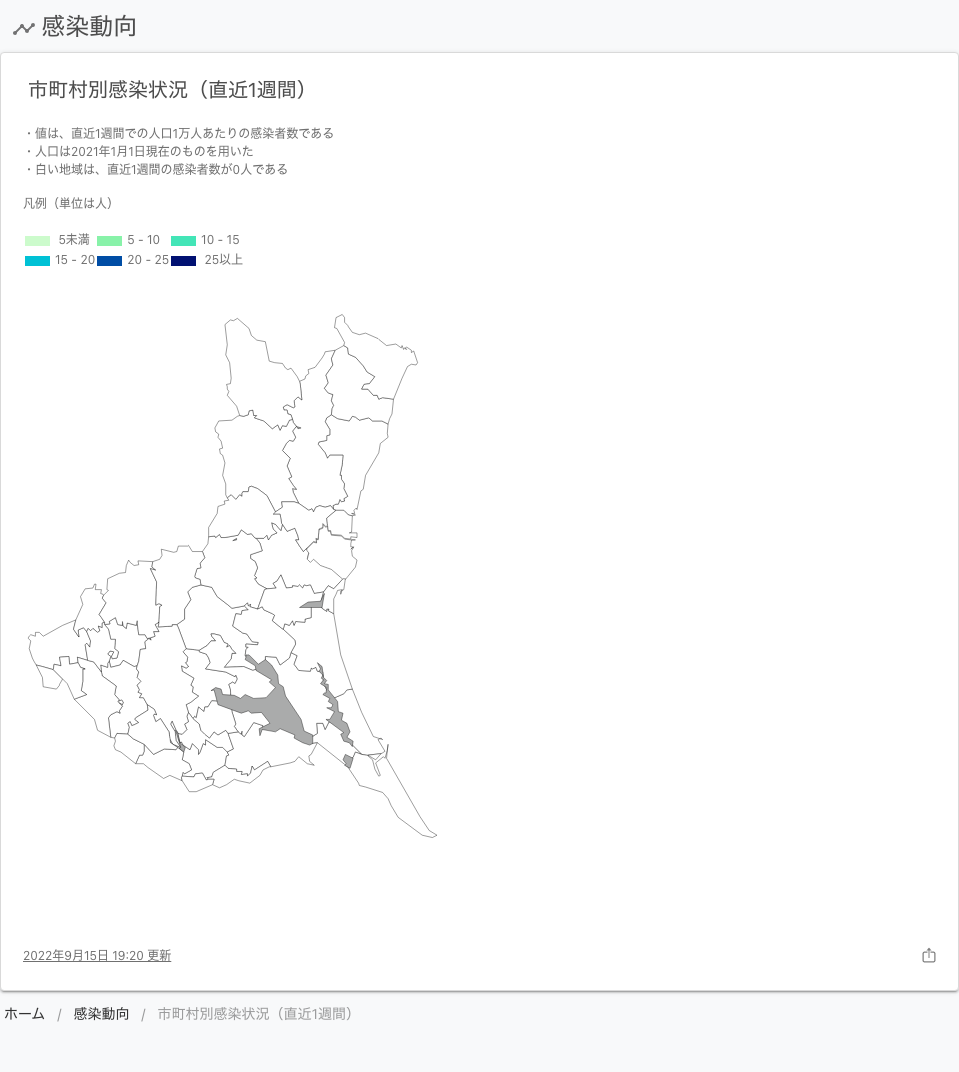 感染動向
市町村別感染状況（直近1週間）
・値は、直近1週間での人口1万人あたりの感染者数である
・人口は2021年1月1日現在のものを用いた
・白い地域は、直近1週間の感染者数が0人である
凡例（単位は人）
5未満 5 - 10 10 - 15
15 - 20 20 - 25 25以上
2022年9月15日 19:20 更新
ホーム / 感染動向 / 市町村別感染状況（直近1週間）